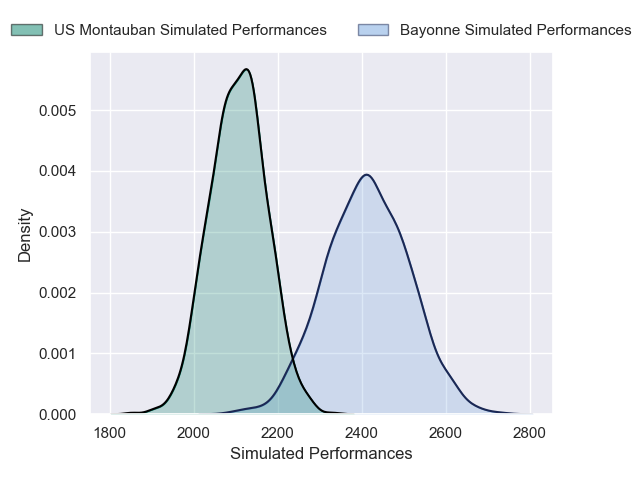 US Montauban Simulated Performances
Bayonne Simulated Performances
Density
0.005
0.004
0.003
0.002
0.001
0.000
1800 2000 2200 2400 2600 2800
Simulated Performances